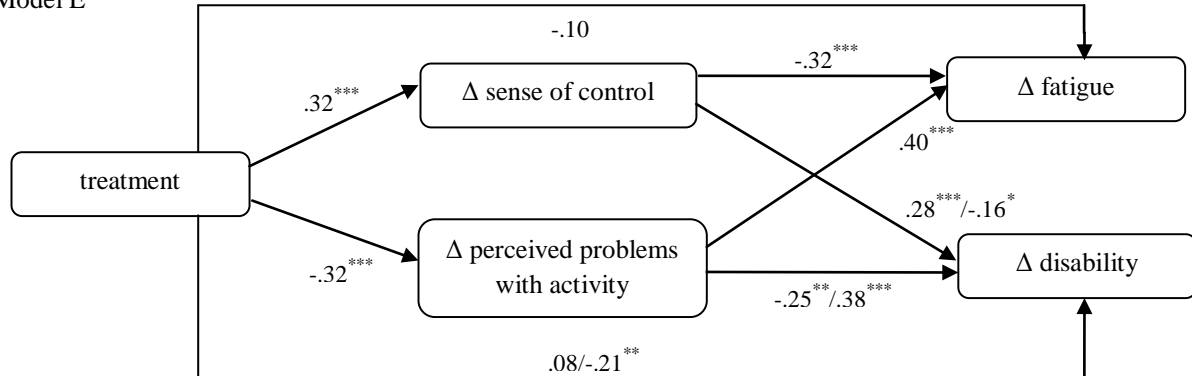 Model E
-.10
-.32***
Δ sense of control
Δ fatigue
.32***
.40***
treatment
.28***/-.16*
Δ perceived problems
with activity
Δ disability
-.32***
-.25**/.38***
.08/-.21**